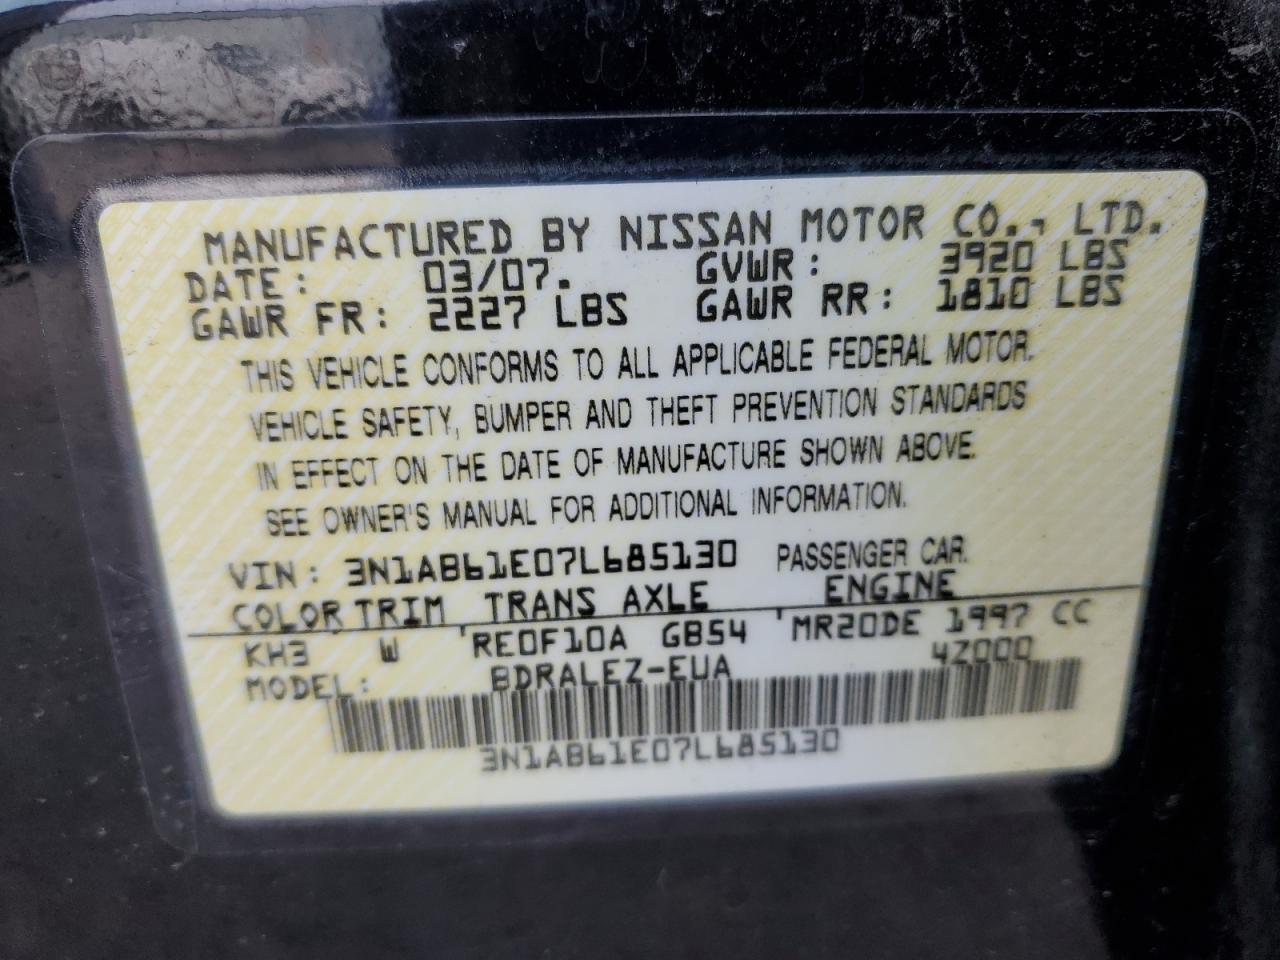 MANUFACTURED BY NISSAN MOTOR CO., LTD.
DATE: 03/07. GVWR: 3920 LBS
GAWR FR: 2227 LBS GAWR RR: 1810 LBS
THIS VEHICLE CONFORMS TO ALL APPLICABLE FEDERAL MOTOR.
VEHICLE SAFETY, BUMPER AND THEFT PREVENTION STANDARDS
IN EFFECT ON THE DATE OF MANUFACTURE SHOWN ABOVE.
SEE OWNER'S MANUAL FOR ADDITIONAL INFORMATION.
VIN: 3N1AB61E07L685130 PASSENGER CAR.
COLOR TRIM TRANS AXLE ENGINE
KH3 W RE0F10A GB54 MR20DE 1997 CC
MODEL: BDRALEZ-EUA 4Z000
3N1AB61E07L685130